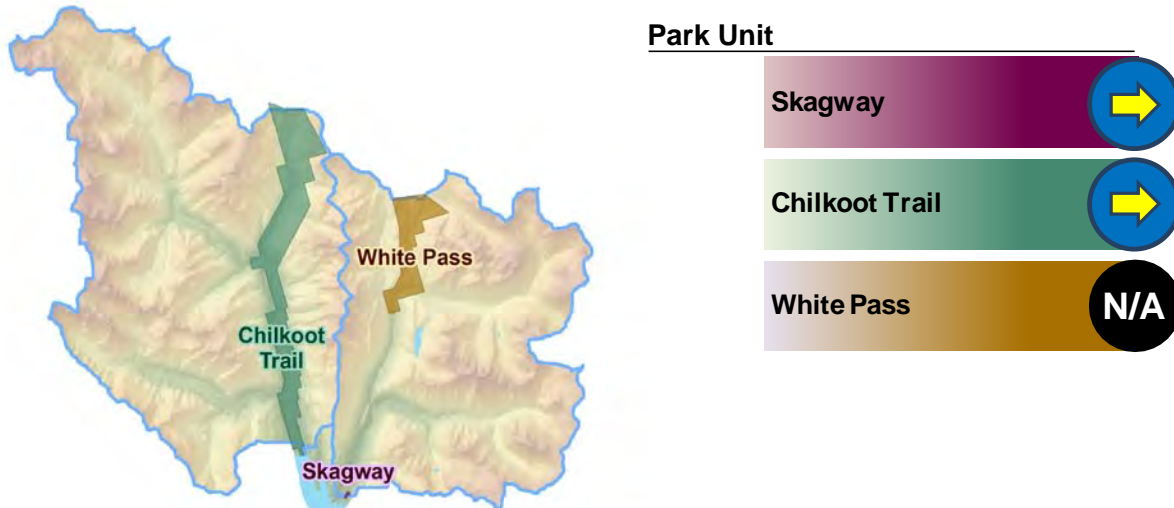 White Pass
Chilkoot
Trail
Skagway
Park Unit
Skagway
Chilkoot Trail
White Pass
N/A